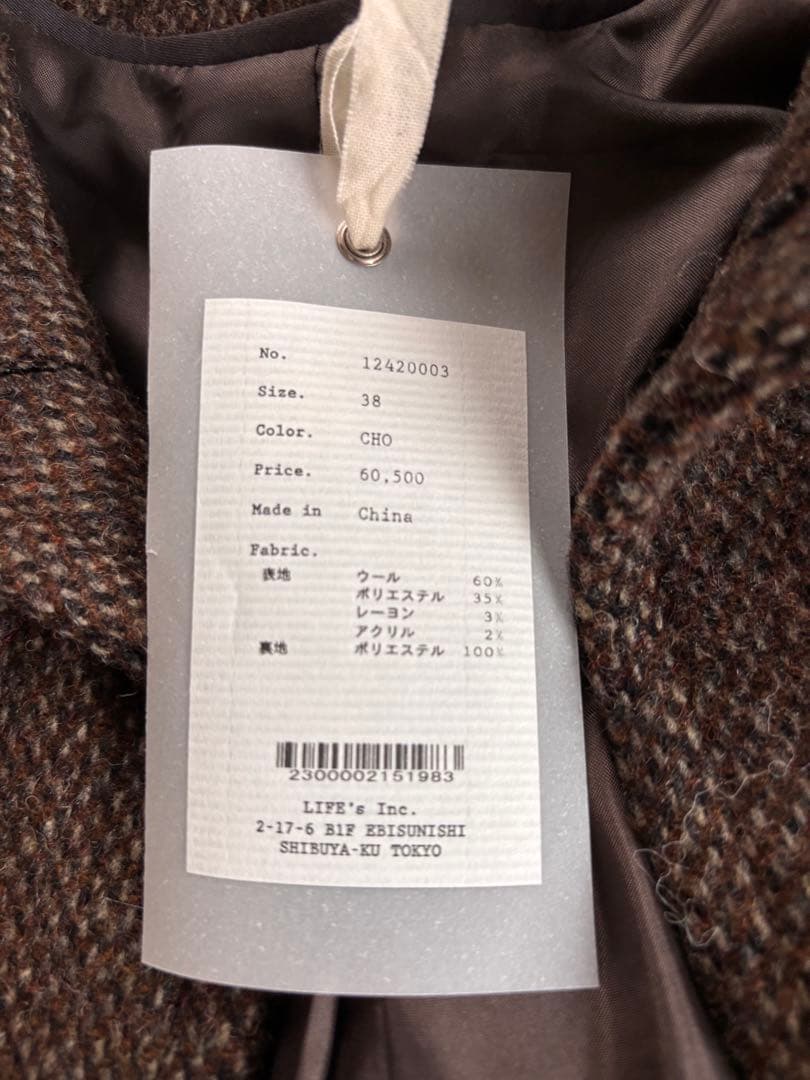 No. 12420003
Size. 38
Color. CHO
Price. 60,500
Made in China
Fabric.
表地 ウール 60%
ポリエステル 35%
レーヨン 3%
アクリル 2%
裏地 ポリエステル 100%
2300002151983
LIFE's Inc.
2-17-6 B1F EBISUNISHI
SHIBUYA-KU TOKYO